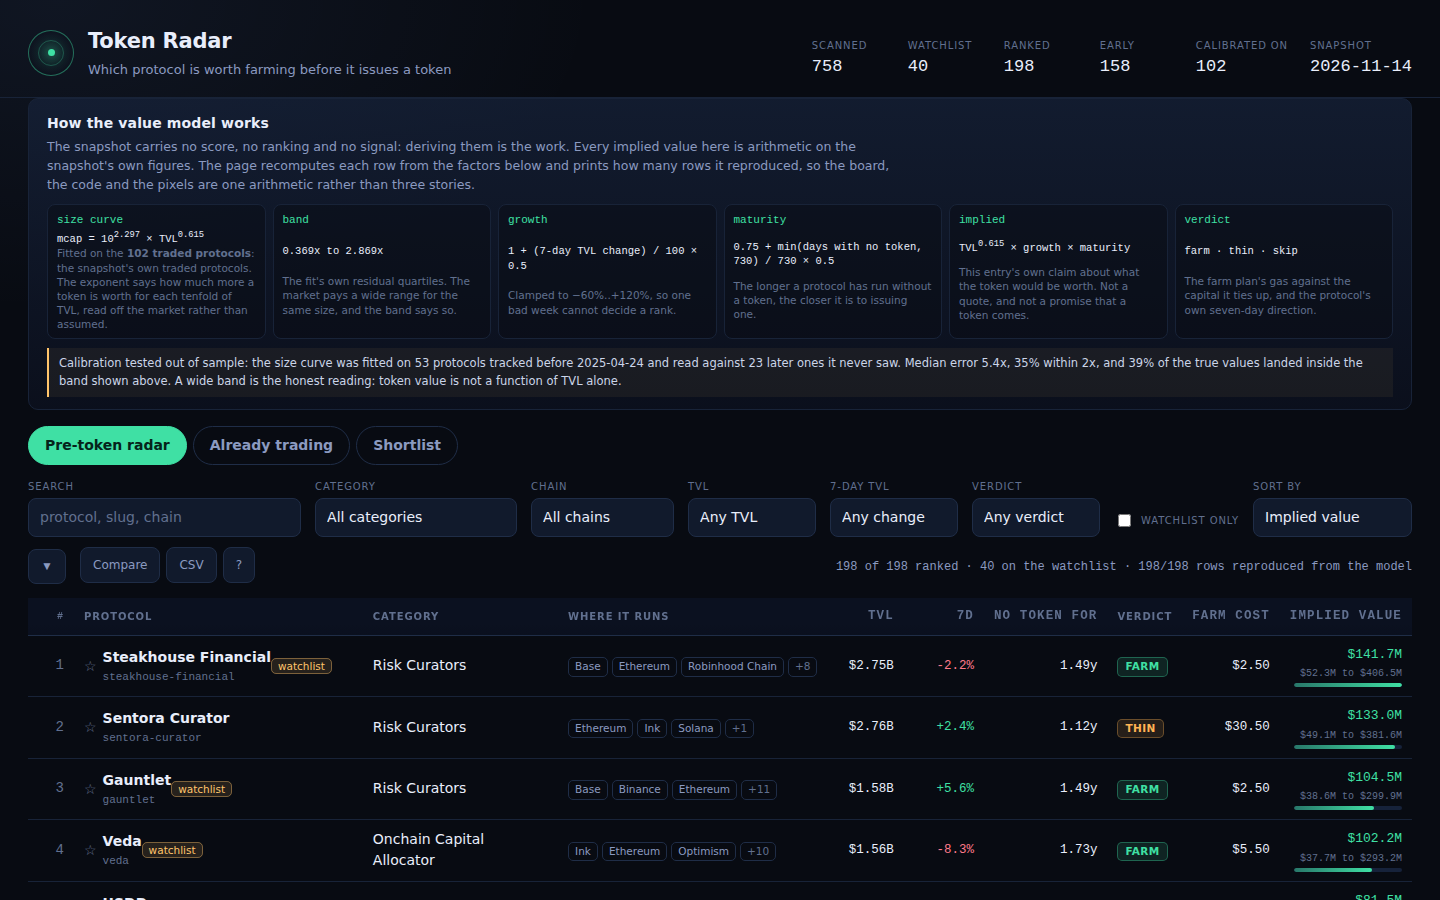 Token Radar
Which protocol is worth farming before it issues a token
SCANNED
758
WATCHLIST
40
RANKED
198
EARLY
158
CALIBRATED ON
102
SNAPSHOT
2026-11-14
How the value model works
The snapshot carries no score, no ranking and no signal: deriving them is the work. Every implied value here is arithmetic on the
snapshot's own figures. The page recomputes each row from the factors below and prints how many rows it reproduced, so the board,
the code and the pixels are one arithmetic rather than three stories.
size curve
mcap = 10^2.297 × TVL^0.615
Fitted on the 102 traded protocols:
the snapshot's own traded protocols.
The exponent says how much more a
token is worth for each tenfold of
TVL, read off the market rather than
assumed.
band
0.369x to 2.869x
The fit's own residual quartiles. The
market pays a wide range for the
same size, and the band says so.
growth
1 + (7-day TVL change) / 100 ×
0.5
Clamped to −60%..+120%, so one
bad week cannot decide a rank.
maturity
0.75 + min(days with no token,
730) / 730 × 0.5
The longer a protocol has run without
a token, the closer it is to issuing
one.
implied
TVL^0.615 × growth × maturity
This entry's own claim about what
the token would be worth. Not a
quote, and not a promise that a
token comes.
verdict
farm · thin · skip
The farm plan's gas against the
capital it ties up, and the protocol's
own seven-day direction.
Calibration tested out of sample: the size curve was fitted on 53 protocols tracked before 2025-04-24 and read against 23 later ones it never saw. Median error 5.4x, 35% within 2x, and 39% of the true values landed inside the
band shown above. A wide band is the honest reading: token value is not a function of TVL alone.
Pre-token radar
Already trading
Shortlist
SEARCH
protocol, slug, chain
CATEGORY
All categories
CHAIN
All chains
TVL
Any TVL
7-DAY TVL
Any change
VERDICT
Any verdict
WATCHLIST ONLY
SORT BY
Implied value
▼
Compare
CSV
?
198 of 198 ranked · 40 on the watchlist · 198/198 rows reproduced from the model
# PROTOCOL CATEGORY WHERE IT RUNS TVL 7D NO TOKEN FOR VERDICT FARM COST IMPLIED VALUE
1 ☆ Steakhouse Financial watchlist Risk Curators Base Ethereum Robinhood Chain +8 $2.75B -2.2% 1.49y FARM $2.50 $141.7M
steakhouse-financial $52.3M to $406.5M
2 ☆ Sentora Curator Risk Curators Ethereum Ink Solana +1 $2.76B +2.4% 1.12y THIN $30.50 $133.0M
sentora-curator $49.1M to $381.6M
3 ☆ Gauntlet watchlist Risk Curators Base Binance Ethereum +11 $1.58B +5.6% 1.49y FARM $2.50 $104.5M
gauntlet $38.6M to $299.9M
4 ☆ Veda watchlist Onchain Capital Allocator Ink Ethereum Optimism +10 $1.56B -8.3% 1.73y FARM $5.50 $102.2M
veda $37.7M to $293.2M